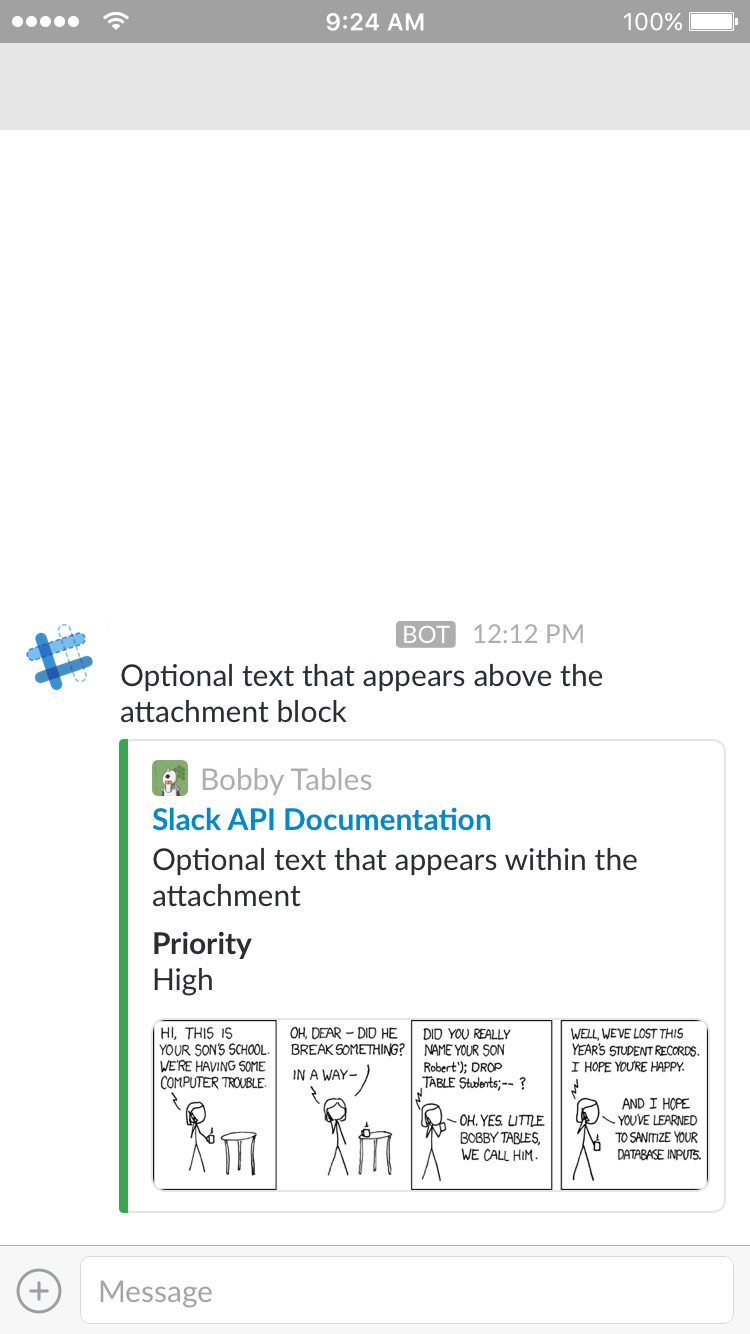 9:24 AM
100%
BOT 12:12 PM
Optional text that appears above the
attachment block
Bobby Tables
Slack API Documentation
Optional text that appears within the
attachment
Priority
High
HI, THIS IS
YOUR SON'S SCHOOL.
WE'RE HAVING SOME
COMPUTER TROUBLE.
OH, DEAR – DID HE
BREAK SOMETHING?
IN A WAY–
DID YOU REALLY
NAME YOUR SON
Robert'); DROP
TABLE Students;-- ?
OH. YES. LITTLE
BOBBY TABLES,
WE CALL HIM.
WELL, WE'VE LOST THIS
YEAR'S STUDENT RECORDS.
I HOPE YOU'RE HAPPY.
AND I HOPE
YOU'VE LEARNED
TO SANITIZE YOUR
DATABASE INPUTS.
Message